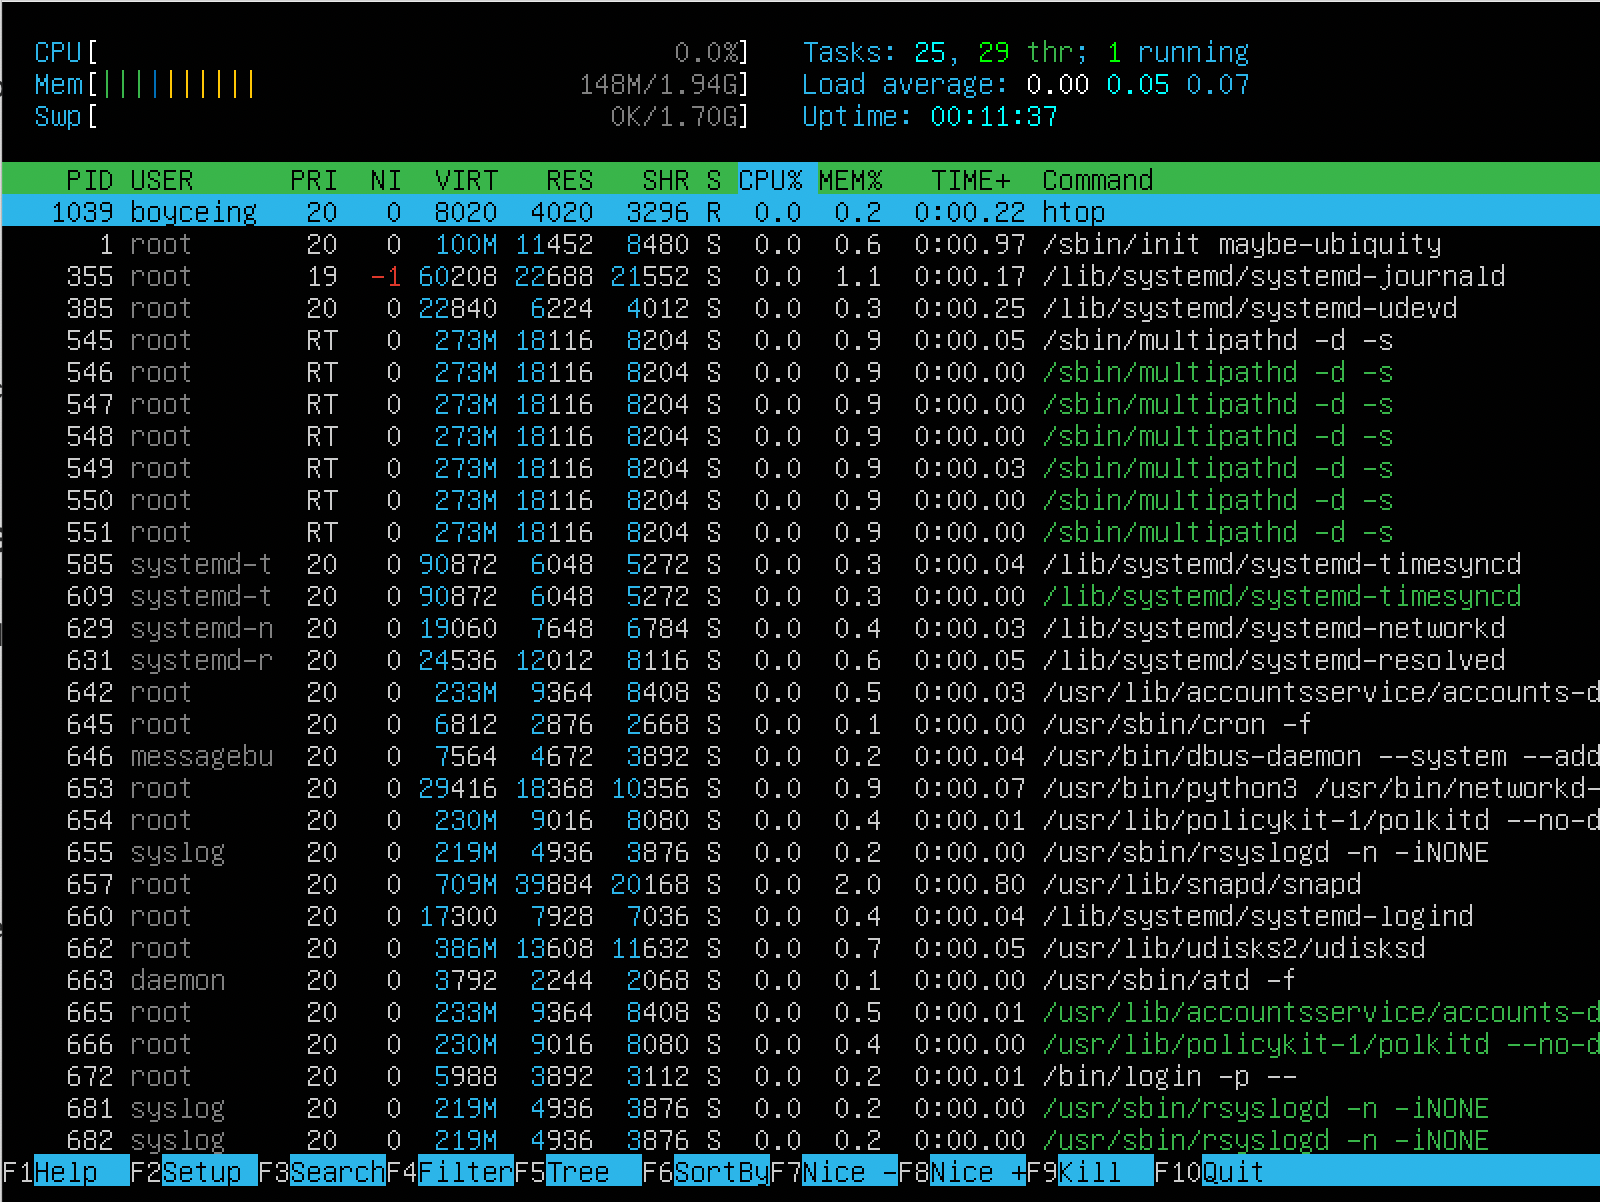 CPU[ 0.0%] Tasks: 25, 29 thr; 1 running
Mem[|||||||||| 148M/1.94G] Load average: 0.00 0.05 0.07
Swp[ 0K/1.70G] Uptime: 00:11:37
PID USER PRI NI VIRT RES SHR S CPU% MEM% TIME+ Command
1039 boyceing 20 0 8020 4020 3296 R 0.0 0.2 0:00.22 htop
1 root 20 0 100M 11452 8480 S 0.0 0.6 0:00.97 /sbin/init maybe-ubiquity
355 root 19 -1 60208 22688 21552 S 0.0 1.1 0:00.17 /lib/systemd/systemd-journald
385 root 20 0 22840 6224 4012 S 0.0 0.3 0:00.25 /lib/systemd/systemd-udevd
545 root RT 0 273M 18116 8204 S 0.0 0.9 0:00.05 /sbin/multipathd -d -s
546 root RT 0 273M 18116 8204 S 0.0 0.9 0:00.00 /sbin/multipathd -d -s
547 root RT 0 273M 18116 8204 S 0.0 0.9 0:00.00 /sbin/multipathd -d -s
548 root RT 0 273M 18116 8204 S 0.0 0.9 0:00.00 /sbin/multipathd -d -s
549 root RT 0 273M 18116 8204 S 0.0 0.9 0:00.03 /sbin/multipathd -d -s
550 root RT 0 273M 18116 8204 S 0.0 0.9 0:00.00 /sbin/multipathd -d -s
551 root RT 0 273M 18116 8204 S 0.0 0.9 0:00.00 /sbin/multipathd -d -s
585 systemd-t 20 0 90872 6048 5272 S 0.0 0.3 0:00.04 /lib/systemd/systemd-timesyncd
609 systemd-t 20 0 90872 6048 5272 S 0.0 0.3 0:00.00 /lib/systemd/systemd-timesyncd
629 systemd-n 20 0 19060 7648 6784 S 0.0 0.4 0:00.03 /lib/systemd/systemd-networkd
631 systemd-r 20 0 24536 12012 8116 S 0.0 0.6 0:00.05 /lib/systemd/systemd-resolved
642 root 20 0 233M 9364 8408 S 0.0 0.5 0:00.03 /usr/lib/accountsservice/accounts-d
645 root 20 0 6812 2876 2668 S 0.0 0.1 0:00.00 /usr/sbin/cron -f
646 messagebu 20 0 7564 4672 3892 S 0.0 0.2 0:00.04 /usr/bin/dbus-daemon --system --add
653 root 20 0 29416 18368 10356 S 0.0 0.9 0:00.07 /usr/bin/python3 /usr/bin/networkd-
654 root 20 0 230M 9016 8080 S 0.0 0.4 0:00.01 /usr/lib/policykit-1/polkitd --no-d
655 syslog 20 0 219M 4936 3876 S 0.0 0.2 0:00.00 /usr/sbin/rsyslogd -n -iNONE
657 root 20 0 709M 39884 20168 S 0.0 2.0 0:00.80 /usr/lib/snapd/snapd
660 root 20 0 17300 7928 7036 S 0.0 0.4 0:00.04 /lib/systemd/systemd-logind
662 root 20 0 386M 13608 11632 S 0.0 0.7 0:00.05 /usr/lib/udisks2/udisksd
663 daemon 20 0 3792 2244 2068 S 0.0 0.1 0:00.00 /usr/sbin/atd -f
665 root 20 0 233M 9364 8408 S 0.0 0.5 0:00.01 /usr/lib/accountsservice/accounts-d
666 root 20 0 230M 9016 8080 S 0.0 0.4 0:00.00 /usr/lib/policykit-1/polkitd --no-d
672 root 20 0 5988 3892 3112 S 0.0 0.2 0:00.01 /bin/login -p --
681 syslog 20 0 219M 4936 3876 S 0.0 0.2 0:00.00 /usr/sbin/rsyslogd -n -iNONE
682 syslog 20 0 219M 4936 3876 S 0.0 0.2 0:00.00 /usr/sbin/rsyslogd -n -iNONE
F1Help F2Setup F3SearchF4FilterF5Tree F6SortByF7Nice -F8Nice +F9Kill F10Quit